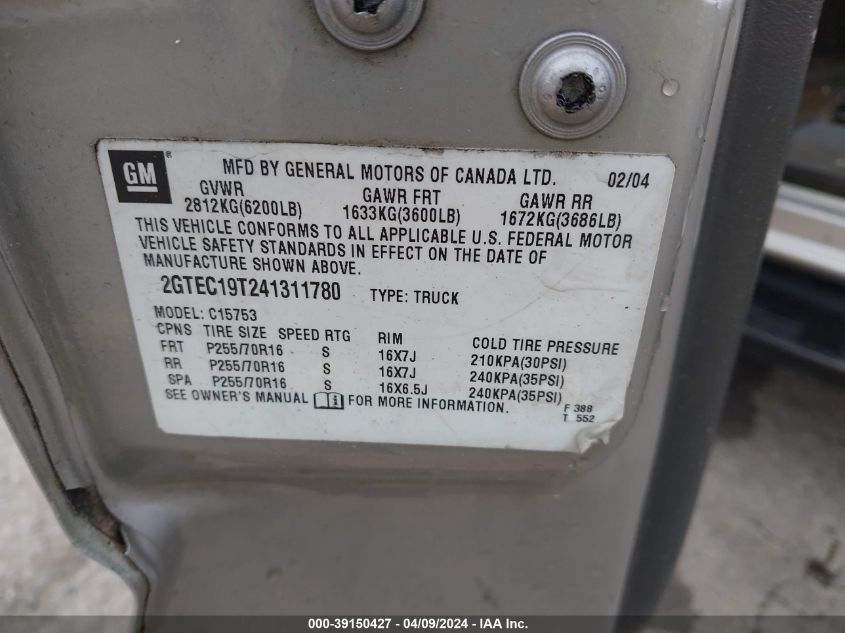 GM ®
MFD BY GENERAL MOTORS OF CANADA LTD. 02/04
GVWR GAWR FRT GAWR RR
2812KG(6200LB) 1633KG(3600LB) 1672KG(3686LB)
THIS VEHICLE CONFORMS TO ALL APPLICABLE U.S. FEDERAL MOTOR
VEHICLE SAFETY STANDARDS IN EFFECT ON THE DATE OF
MANUFACTURE SHOWN ABOVE.
2GTEC19T241311780 TYPE: TRUCK
MODEL: C15753
CPNS TIRE SIZE SPEED RTG RIM COLD TIRE PRESSURE
FRT P255/70R16 S 16X7J 210KPA(30PSI)
RR P255/70R16 S 16X7J 240KPA(35PSI)
SPA P255/70R16 S 16X6.5J 240KPA(35PSI)
SEE OWNER'S MANUAL FOR MORE INFORMATION.
F 388
T 552
000-39150427 - 04/09/2024 - IAA, Inc.